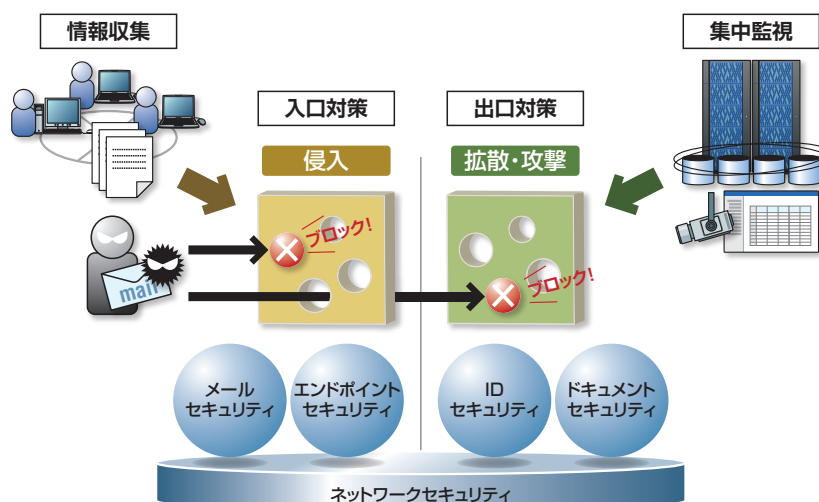 情報収集
集中監視
入口対策
出口対策
侵入
拡散・攻撃
ブロック!
ブロック!
mail
メール
セキュリティ
エンドポイント
セキュリティ
ID
セキュリティ
ドキュメント
セキュリティ
ネットワークセキュリティ